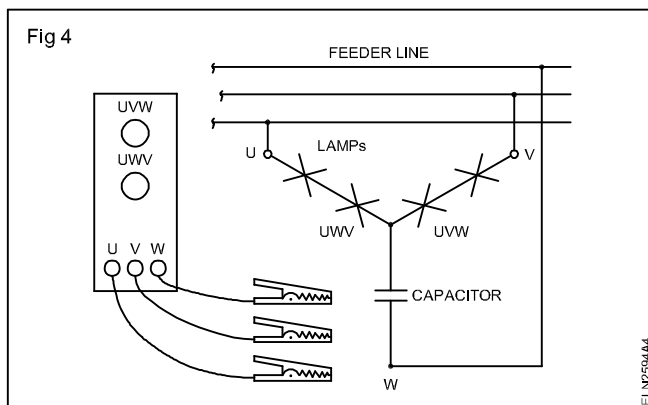 Fig 4
FEEDER LINE
UVW
UWV
LAMPs
U
V
UWV
UVW
U V W
CAPACITOR
W
ELN2594A4